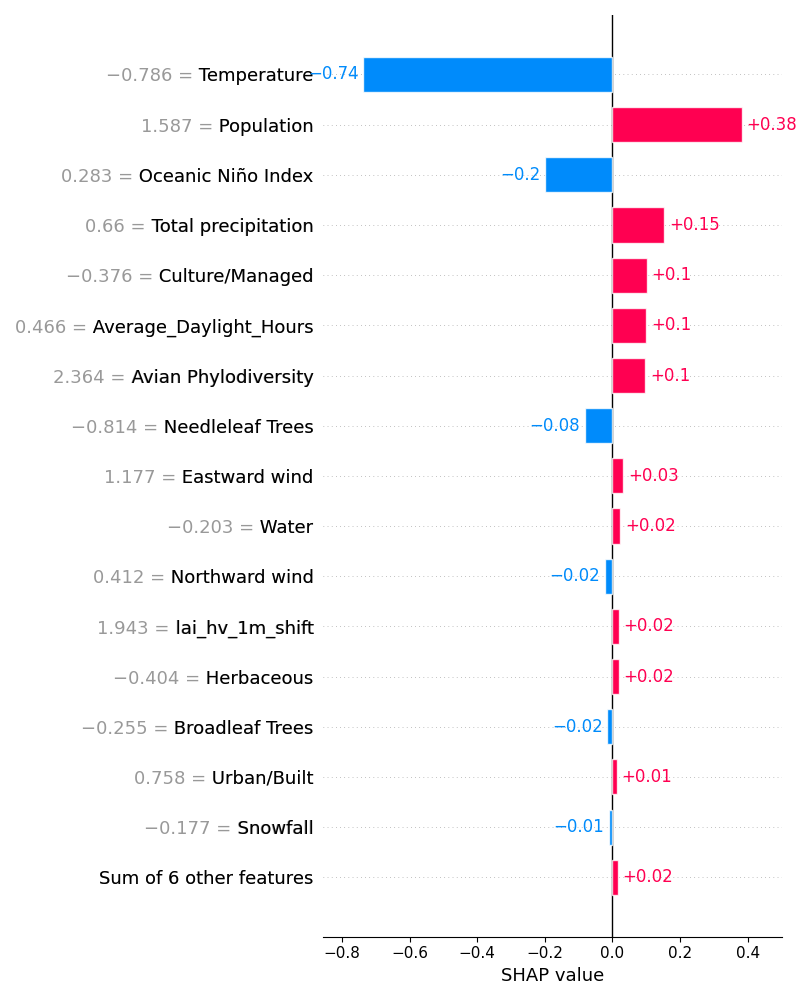 −0.786 = Temperature −0.74
1.587 = Population +0.38
0.283 = Oceanic Niño Index −0.2
0.66 = Total precipitation +0.15
−0.376 = Culture/Managed +0.1
0.466 = Average_Daylight_Hours +0.1
2.364 = Avian Phylodiversity +0.1
−0.814 = Needleleaf Trees −0.08
1.177 = Eastward wind +0.03
−0.203 = Water +0.02
0.412 = Northward wind −0.02
1.943 = lai_hv_1m_shift +0.02
−0.404 = Herbaceous +0.02
−0.255 = Broadleaf Trees −0.02
0.758 = Urban/Built +0.01
−0.177 = Snowfall −0.01
Sum of 6 other features +0.02
−0.8 −0.6 −0.4 −0.2 0.0 0.2 0.4
SHAP value